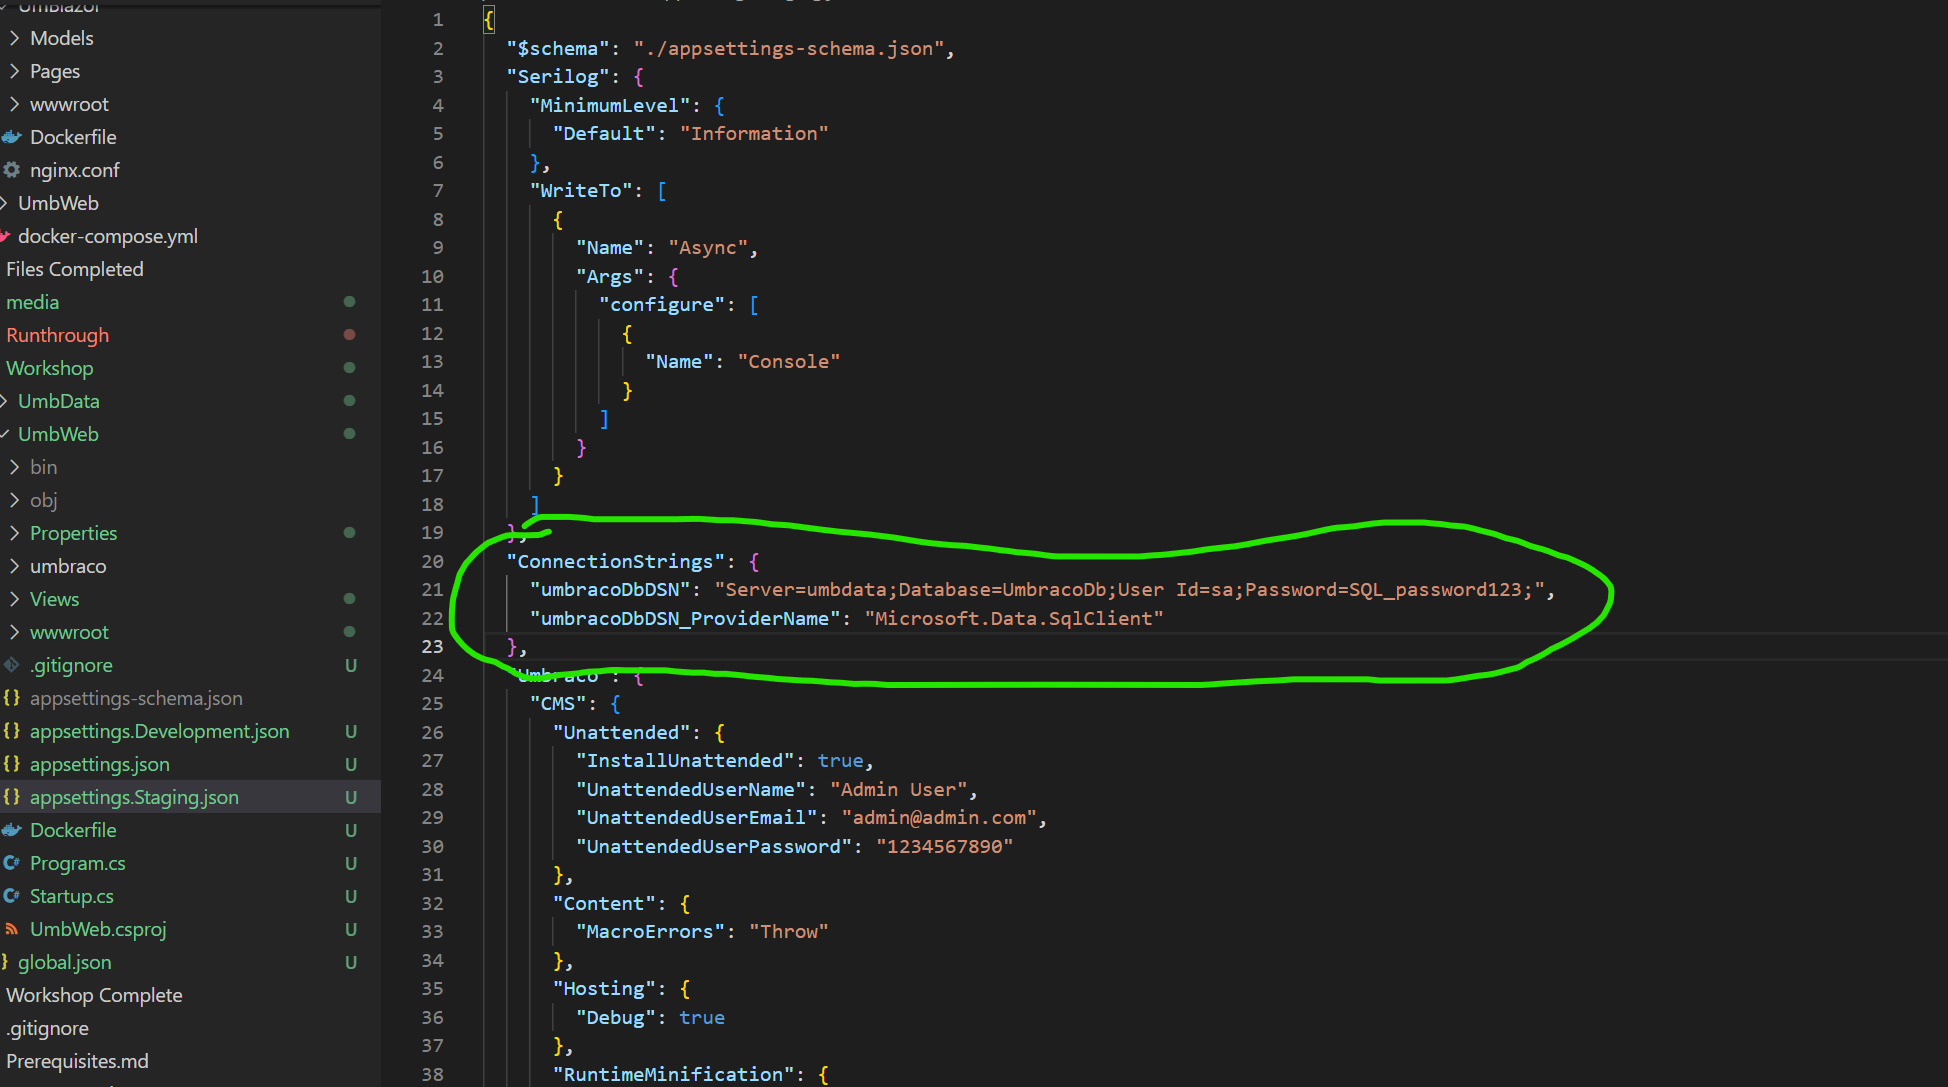 UmBlazor
Models
Pages
wwwroot
Dockerfile
nginx.conf
UmbWeb
docker-compose.yml
Files Completed
media
Runthrough
Workshop
UmbData
UmbWeb
bin
obj
Properties
umbraco
Views
wwwroot
.gitignore U
appsettings-schema.json
appsettings.Development.json U
appsettings.json U
appsettings.Staging.json U
Dockerfile U
Program.cs U
Startup.cs U
UmbWeb.csproj U
global.json U
Workshop Complete
.gitignore
Prerequisites.md
1 {
2 "$schema": "./appsettings-schema.json",
3 "Serilog": {
4 "MinimumLevel": {
5 "Default": "Information"
6 },
7 "WriteTo": [
8 {
9 "Name": "Async",
10 "Args": {
11 "configure": [
12 {
13 "Name": "Console"
14 }
15 ]
16 }
17 }
18 ]
19 },
20 "ConnectionStrings": {
21 "umbracoDbDSN": "Server=umbdata;Database=UmbracoDb;User Id=sa;Password=SQL_password123;",
22 "umbracoDbDSN_ProviderName": "Microsoft.Data.SqlClient"
23 },
24 "Umbraco": {
25 "CMS": {
26 "Unattended": {
27 "InstallUnattended": true,
28 "UnattendedUserName": "Admin User",
29 "UnattendedUserEmail": "admin@admin.com",
30 "UnattendedUserPassword": "1234567890"
31 },
32 "Content": {
33 "MacroErrors": "Throw"
34 },
35 "Hosting": {
36 "Debug": true
37 },
38 "RuntimeMinification": {